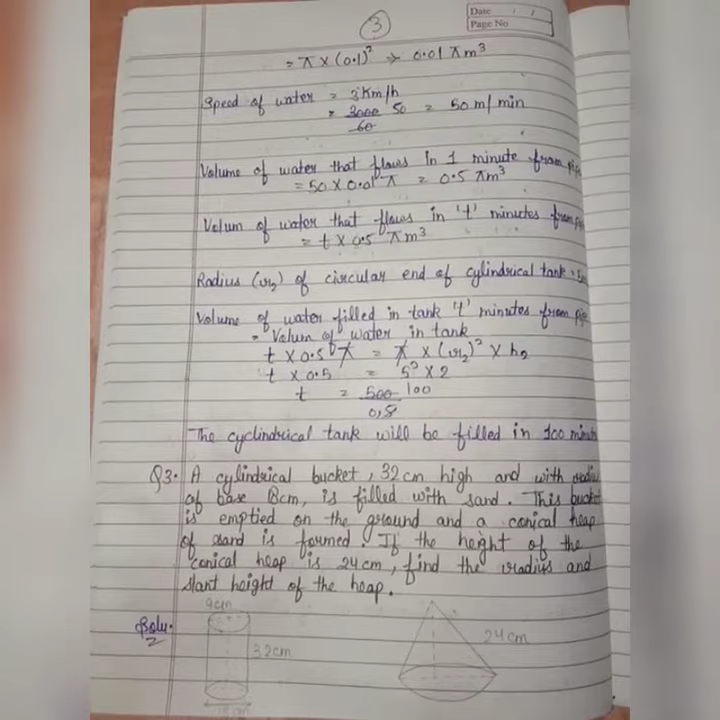 3
Date / /
Page No
= π × (0.1)² → 0.01 π m³
Speed of water = 3 Km/h
= 3000 50 = 50 m/min
60
Volume of water that flows in 1 minute from pipe
= 50 × 0.01 π = 0.5 π m³
Volum of water that flows in 't' minutes from
= t × 0.5 π m³
Radius (r₂) of circular end of cylindrical tank =
Volume of water filled in tank 't' minutes from pipe
= Volum of water in tank
t × 0.5 π = π × (r₂)² × h₂
t × 0.5 = 5² × 2
t = 500 100
0.5
The cyclindrical tank will be filled in 100 minute
Q3. A cylindrical bucket, 32 cm high and with radiu
of base 18cm, is filled with sand. This bucket
is emptied on the ground and a conical heap
of sand is formed. If the height of the
conical heap is 24 cm, find the radius and
slant height of the heap.
Solu.
9cm
32cm
24cm